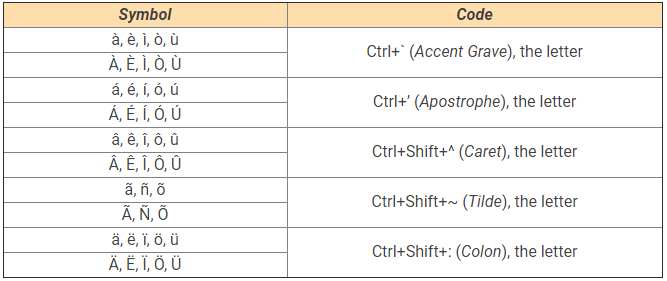 Symbol Code
à, è, ì, ò, ù
Ctrl+` (Accent Grave), the letter
À, È, Ì, Ò, Ù
á, é, í, ó, ú
Ctrl+’ (Apostrophe), the letter
Á, É, Í, Ó, Ú
â, ê, î, ô, û
Ctrl+Shift+^ (Caret), the letter
Â, Ê, Î, Ô, Û
ã, ñ, õ
Ctrl+Shift+~ (Tilde), the letter
Ã, Ñ, Õ
ä, ë, ï, ö, ü
Ctrl+Shift+: (Colon), the letter
Ä, Ë, Ï, Ö, Ü